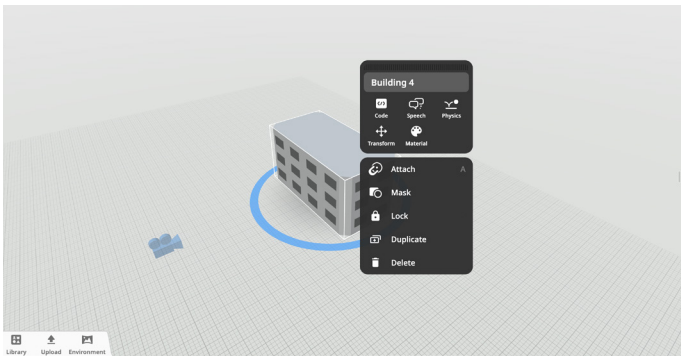 Building 4
Code Speech Physics
Transform Material
Attach A
Mask
Lock
Duplicate
Delete
Library Upload Environment